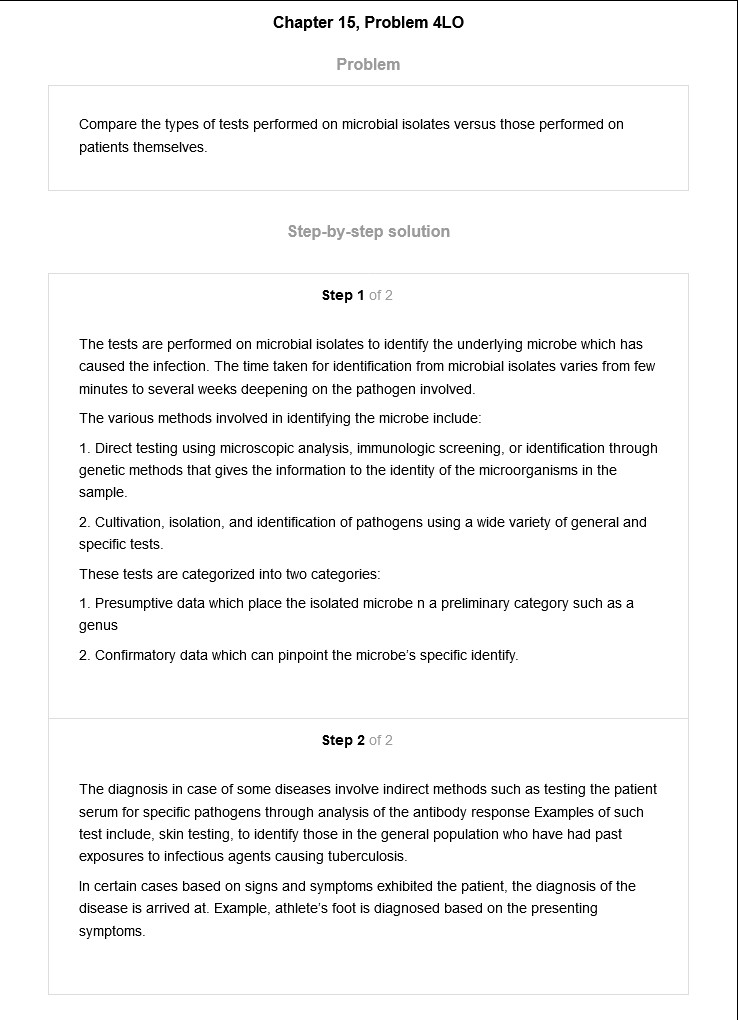 Chapter 15, Problem 4LO
Problem
Compare the types of tests performed on microbial isolates versus those performed on
patients themselves.
Step-by-step solution
Step 1 of 2
The tests are performed on microbial isolates to identify the underlying microbe which has
caused the infection. The time taken for identification from microbial isolates varies from few
minutes to several weeks deepening on the pathogen involved.
The various methods involved in identifying the microbe include:
1. Direct testing using microscopic analysis, immunologic screening, or identification through
genetic methods that gives the information to the identity of the microorganisms in the
sample.
2. Cultivation, isolation, and identification of pathogens using a wide variety of general and
specific tests.
These tests are categorized into two categories:
1. Presumptive data which place the isolated microbe n a preliminary category such as a
genus
2. Confirmatory data which can pinpoint the microbe's specific identify.
Step 2 of 2
The diagnosis in case of some diseases involve indirect methods such as testing the patient
serum for specific pathogens through analysis of the antibody response Examples of such
test include, skin testing, to identify those in the general population who have had past
exposures to infectious agents causing tuberculosis.
In certain cases based on signs and symptoms exhibited the patient, the diagnosis of the
disease is arrived at. Example, athlete's foot is diagnosed based on the presenting
symptoms.